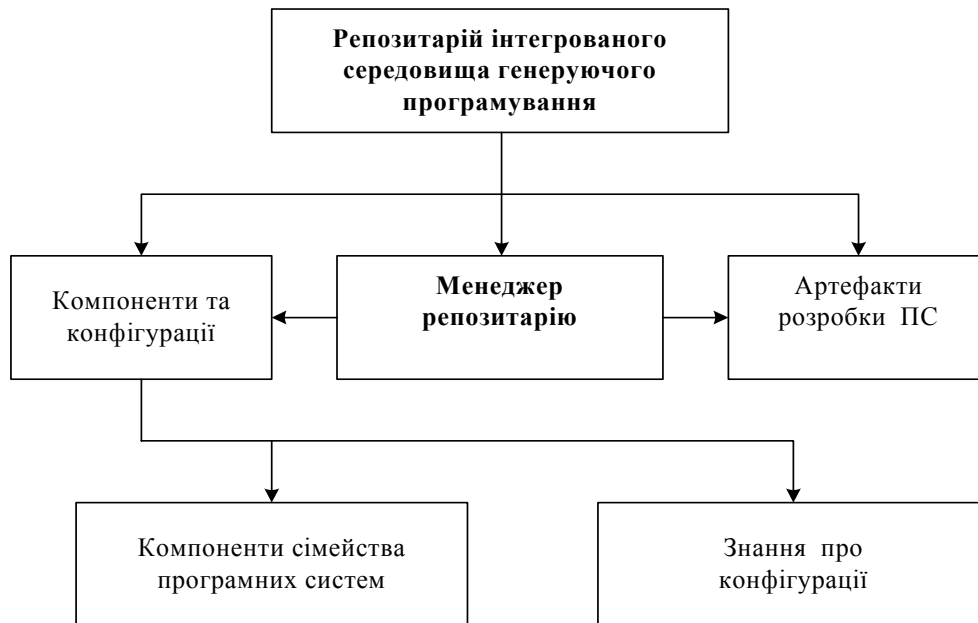 Репозитарій інтегрованого
середовища генеруючого
програмування
Компоненти та
конфігурації
Менеджер
репозитарію
Артефакти
розробки ПС
Компоненти сімейства
програмних систем
Знання про
конфігурації